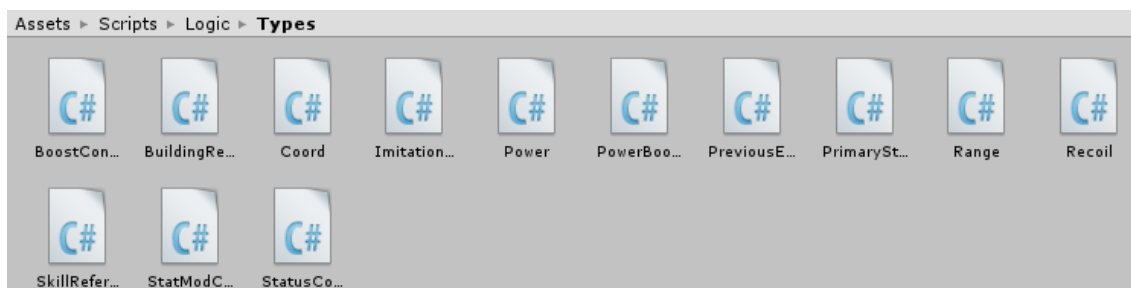 Assets ▸ Scripts ▸ Logic ▸ Types
C# C# C# C# C# C# C# C# C# C#
BoostCon... BuildingRe... Coord Imitation... Power PowerBoo... PreviousE... PrimarySt... Range Recoil
C# C# C#
SkillRefer... StatModC... StatusCo...